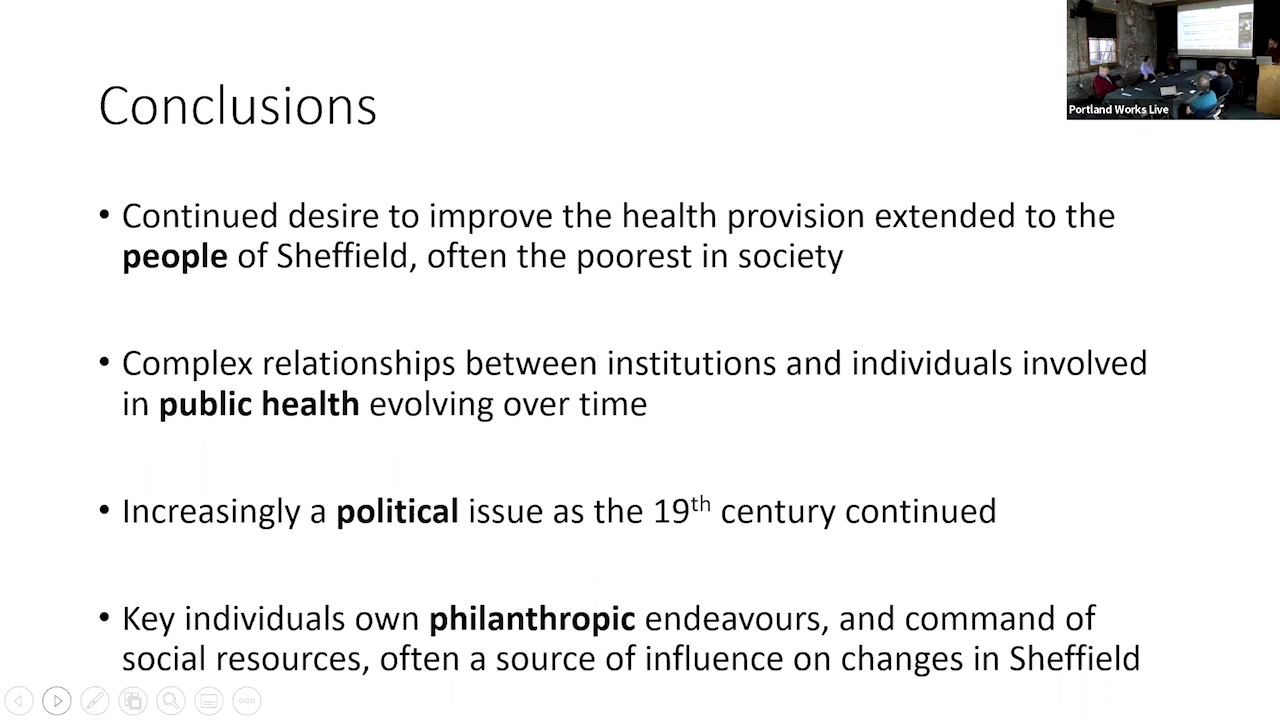 Conclusions
Portland Works Live
• Continued desire to improve the health provision extended to the
people of Sheffield, often the poorest in society
• Complex relationships between institutions and individuals involved
in public health evolving over time
• Increasingly a political issue as the 19th century continued
• Key individuals own philanthropic endeavours, and command of
social resources, often a source of influence on changes in Sheffield